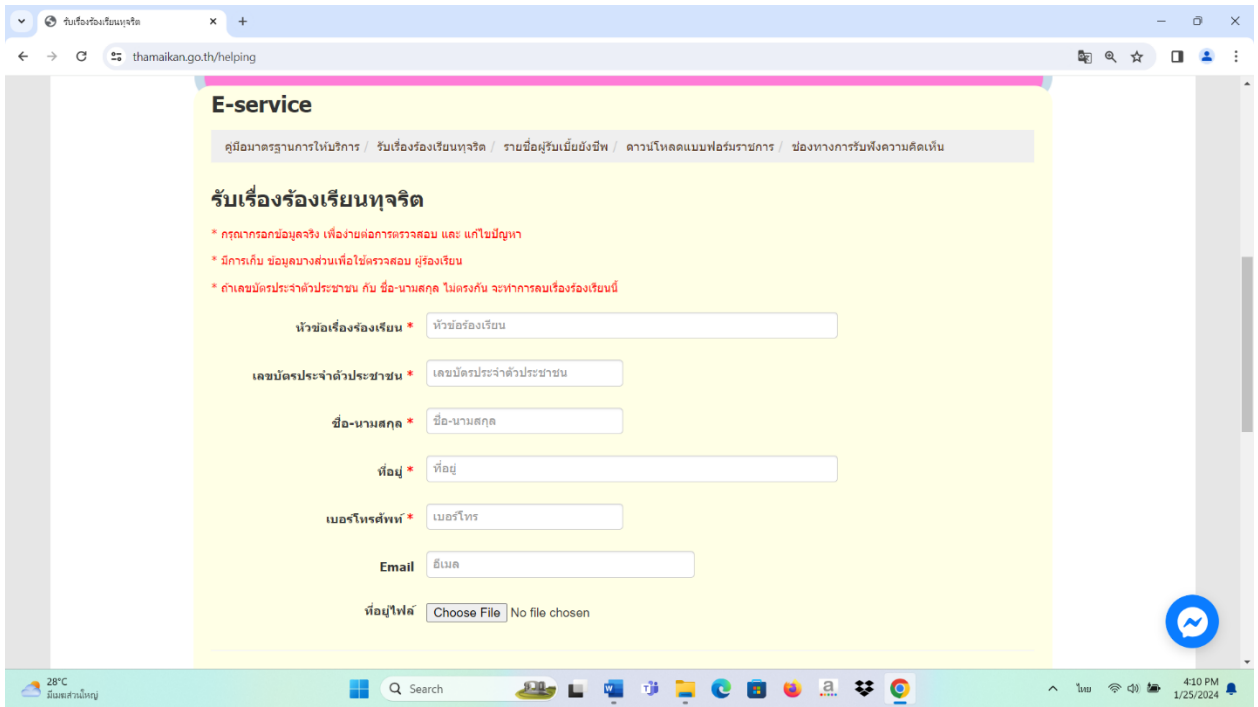 รับเรื่องร้องเรียนทุจริต
thamaikan.go.th/helping
E-service
คู่มือมาตรฐานการให้บริการ / รับเรื่องร้องเรียนทุจริต / รายชื่อผู้รับเบี้ยยังชีพ / ดาวน์โหลดแบบฟอร์มราชการ / ช่องทางการรับฟังความคิดเห็น
รับเรื่องร้องเรียนทุจริต
* กรุณากรอกข้อมูลจริง เพื่อง่ายต่อการตรวจสอบ และ แก้ไขปัญหา
* มีการเก็บ ข้อมูลบางส่วนเพื่อใช้ตรวจสอบ ผู้ร้องเรียน
* ถ้าเลขบัตรประจำตัวประชาชน กับ ชื่อ-นามสกุล ไม่ตรงกัน จะทำการลบเรื่องร้องเรียนนี้
หัวข้อเรื่องร้องเรียน * หัวข้อร้องเรียน
เลขบัตรประจำตัวประชาชน * เลขบัตรประจำตัวประชาชน
ชื่อ-นามสกุล * ชื่อ-นามสกุล
ที่อยู่ * ที่อยู่
เบอร์โทรศัพท์ * เบอร์โทร
Email อีเมล
ที่อยู่ไฟล์ Choose File No file chosen
28°C
มีเมฆส่วนใหญ่
Search
ไทย
4:10 PM
1/25/2024